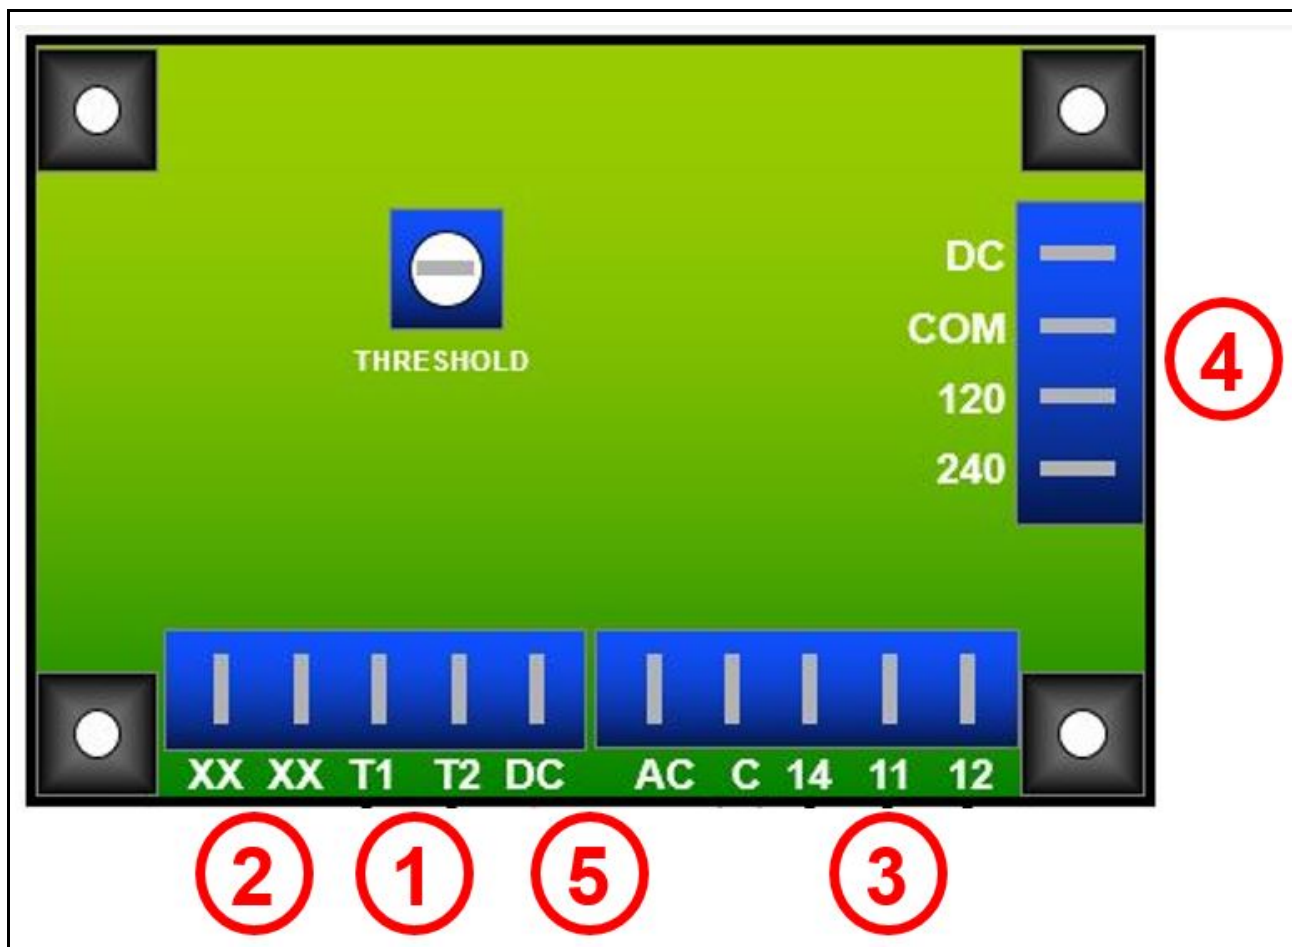 DC
COM
120
240
4
THRESHOLD
XX XX T1 T2 DC AC C 14 11 12
2 1 5 3